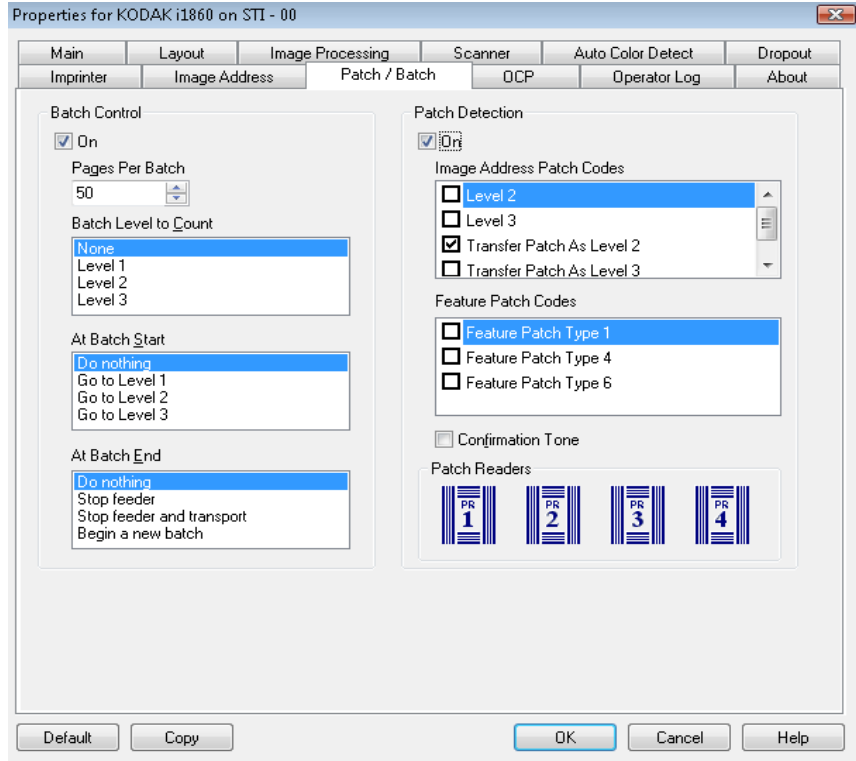 Properties for KODAK i1860 on STI - 00
Main Layout Image Processing Scanner Auto Color Detect Dropout
Imprinter Image Address Patch / Batch OCP Operator Log About
Batch Control
On
Pages Per Batch
50
Batch Level to Count
None
Level 1
Level 2
Level 3
At Batch Start
Do nothing
Go to Level 1
Go to Level 2
Go to Level 3
At Batch End
Do nothing
Stop feeder
Stop feeder and transport
Begin a new batch
Patch Detection
On
Image Address Patch Codes
Level 2
Level 3
Transfer Patch As Level 2
Transfer Patch As Level 3
Feature Patch Codes
Feature Patch Type 1
Feature Patch Type 4
Feature Patch Type 6
Confirmation Tone
Patch Readers
PR PR PR PR
1 2 3 4
Default Copy OK Cancel Help